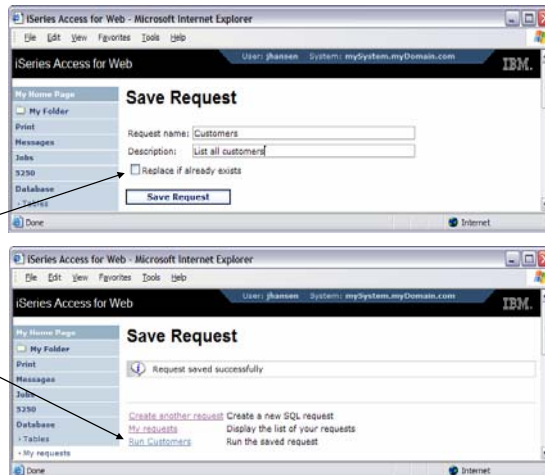 iSeries Access for Web - Microsoft Internet Explorer
File Edit View Favorites Tools Help
User: jhansen System: mySystem.myDomain.com
iSeries Access for Web
IBM.
My Home Page
My Folder
Print
Messages
Jobs
5250
Database
• Tables
Save Request
Request name: Customers
Description: List all customers
Replace if already exists
Save Request
Done
Internet
iSeries Access for Web - Microsoft Internet Explorer
File Edit View Favorites Tools Help
User: jhansen System: mySystem.myDomain.com
iSeries Access for Web
IBM.
My Home Page
My Folder
Print
Messages
Jobs
5250
Database
• Tables
• My requests
Save Request
Request saved successfully
Create another request Create a new SQL request
My requests Display the list of your requests
Run Customers Run the saved request
Done
Internet